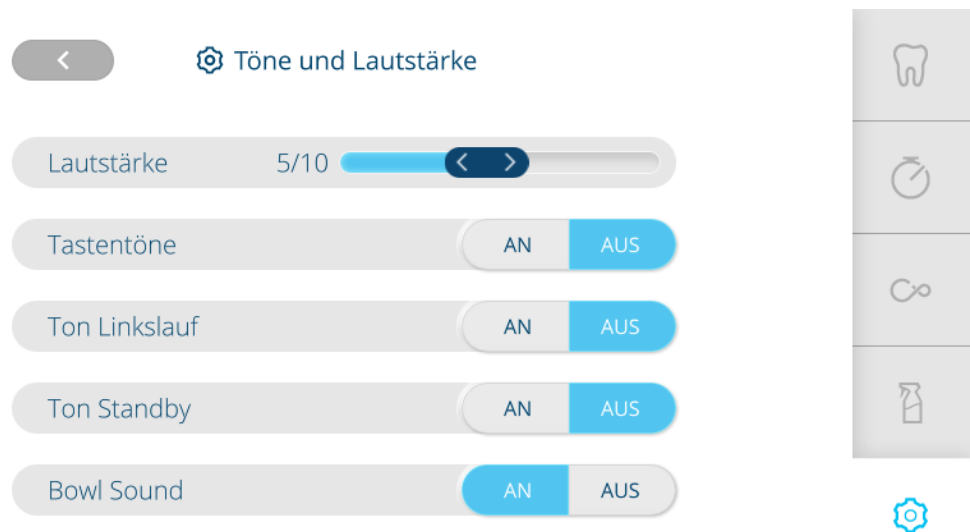 Töne und Lautstärke
Lautstärke 5/10
Tastentöne AN AUS
Ton Linkslauf AN AUS
Ton Standby AN AUS
Bowl Sound AN AUS